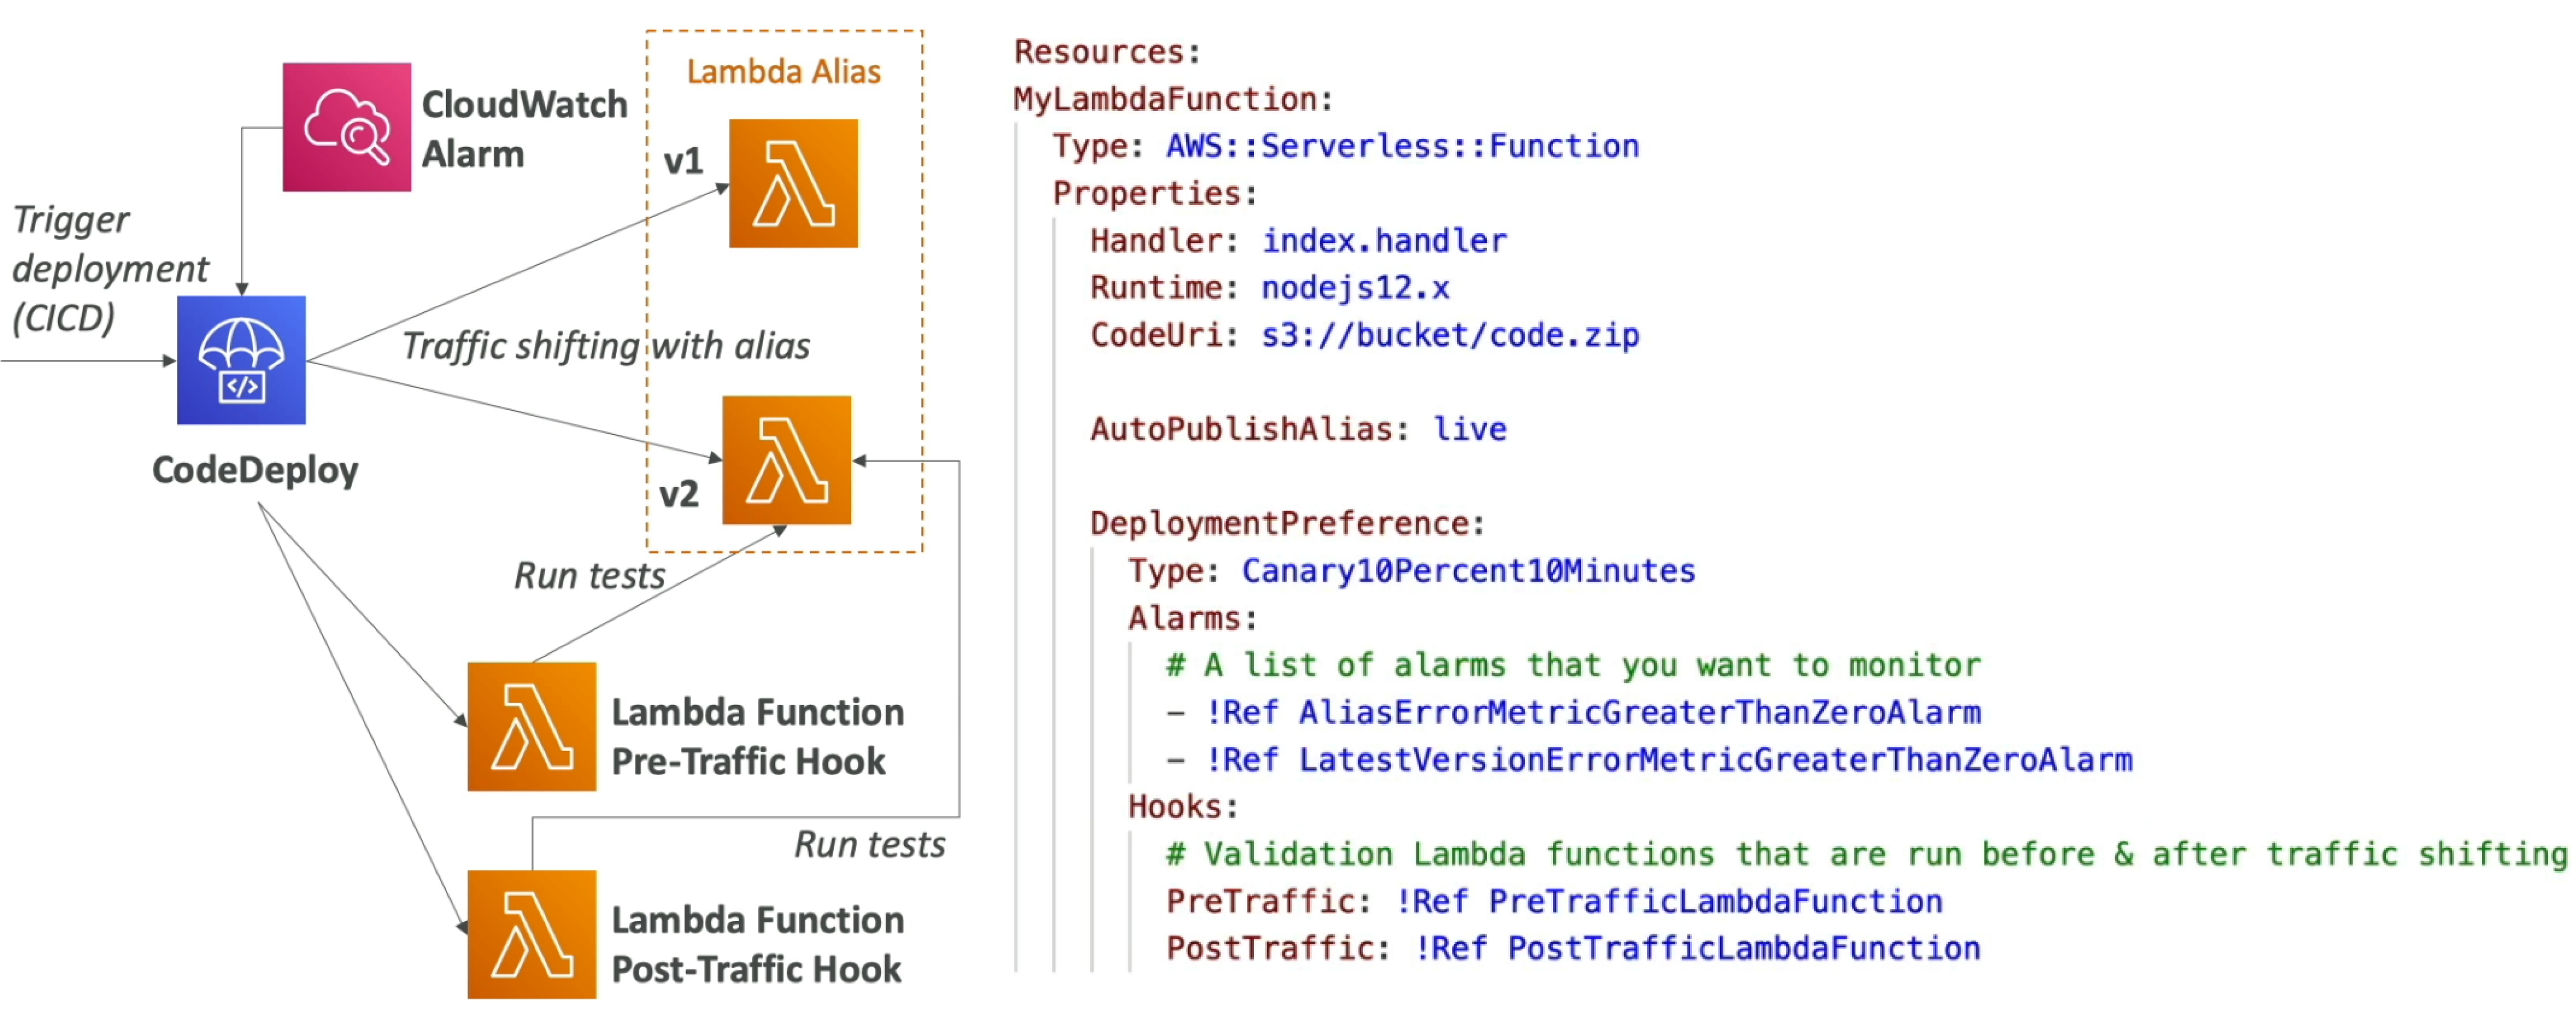 Lambda Alias
CloudWatch
Alarm
v1
Trigger
deployment
(CICD)
Traffic shifting with alias
</>
CodeDeploy
v2
Run tests
Lambda Function
Pre-Traffic Hook
Run tests
Lambda Function
Post-Traffic Hook
Resources:
MyLambdaFunction:
Type: AWS::Serverless::Function
Properties:
Handler: index.handler
Runtime: nodejs12.x
CodeUri: s3://bucket/code.zip
AutoPublishAlias: live
DeploymentPreference:
Type: Canary10Percent10Minutes
Alarms:
# A list of alarms that you want to monitor
- !Ref AliasErrorMetricGreaterThanZeroAlarm
- !Ref LatestVersionErrorMetricGreaterThanZeroAlarm
Hooks:
# Validation Lambda functions that are run before & after traffic shifting
PreTraffic: !Ref PreTrafficLambdaFunction
PostTraffic: !Ref PostTrafficLambdaFunction